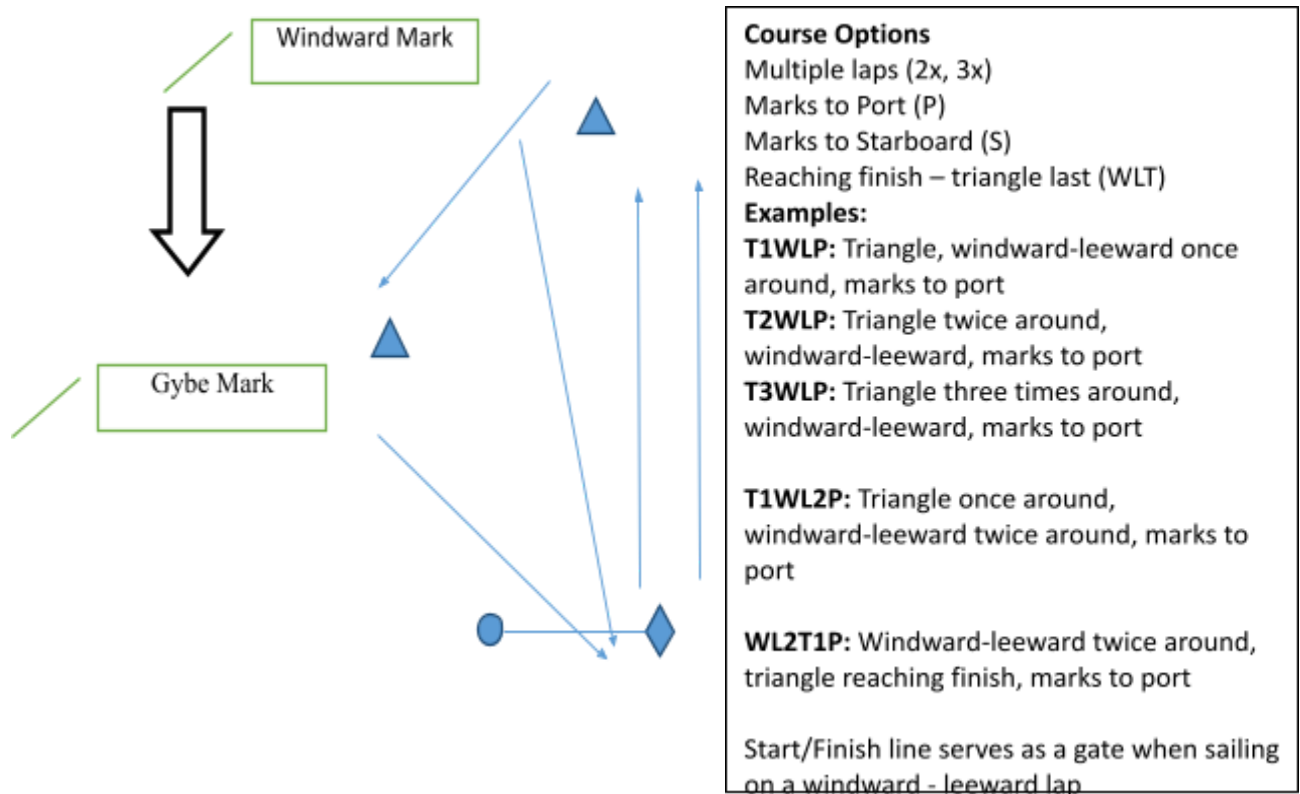 Windward Mark
Gybe Mark
Course Options
Multiple laps (2x, 3x)
Marks to Port (P)
Marks to Starboard (S)
Reaching finish – triangle last (WLT)
Examples:
T1WLP: Triangle, windward-leeward once
around, marks to port
T2WLP: Triangle twice around,
windward-leeward, marks to port
T3WLP: Triangle three times around,
windward-leeward, marks to port
T1WL2P: Triangle once around,
windward-leeward twice around, marks to
port
WL2T1P: Windward-leeward twice around,
triangle reaching finish, marks to port
Start/Finish line serves as a gate when sailing
on a windward - leeward lap